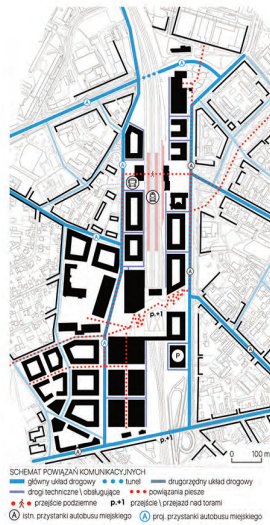 A
A
A
A
A
A
p.+1
A
A
P
A
A
p.+1
0 100 m
SCHEMAT POWIĄZAŃ KOMUNIKACYJNYCH
główny układ drogowy tunel drugorzędny układ drogowy
drogi techniczne \ obsługujące powiązania piesze
przejście podziemne p.+1 przejście \ przejazd nad torami
A istn. przystanki autobusu miejskiego A proj. przystanki autobusu miejskiego